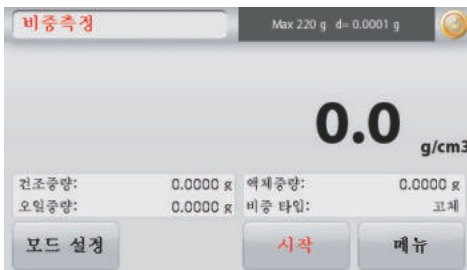 비중측정 Max 220 g d= 0.0001 g
0.0 g/cm3
건조중량: 0.0000 g 액체중량: 0.0000 g
오일중량: 0.0000 g 비중 타입: 고체
모드 설정 시작 메뉴